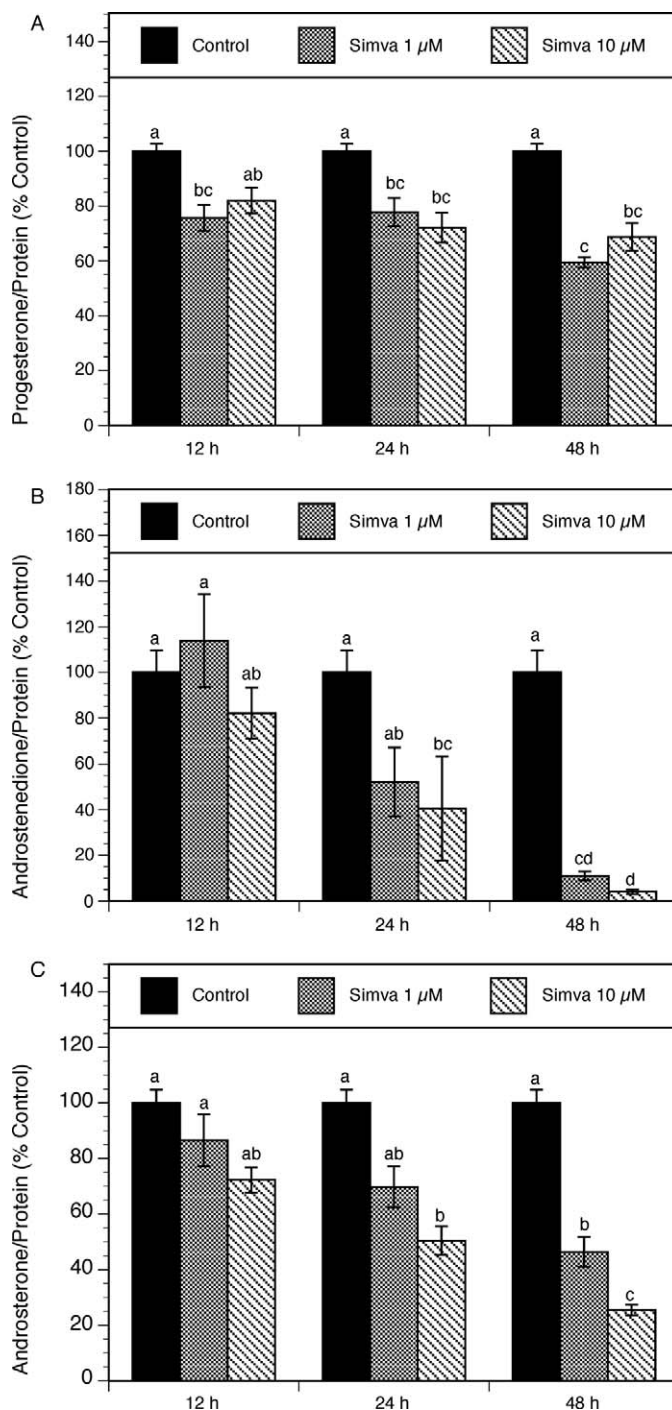 A
140
Control Simva 1 µM Simva 10 µM
120
100
80
60
40
20
0
Progesterone/Protein (% Control)
a bc ab a bc bc a c bc
12 h 24 h 48 h
B
180
160
Control Simva 1 µM Simva 10 µM
140
120
100
80
60
40
20
0
Androstenedione/Protein (% Control)
a a ab a ab bc a cd d
12 h 24 h 48 h
C
140
Control Simva 1 µM Simva 10 µM
120
100
80
60
40
20
0
Androsterone/Protein (% Control)
a a ab a ab b a b c
12 h 24 h 48 h